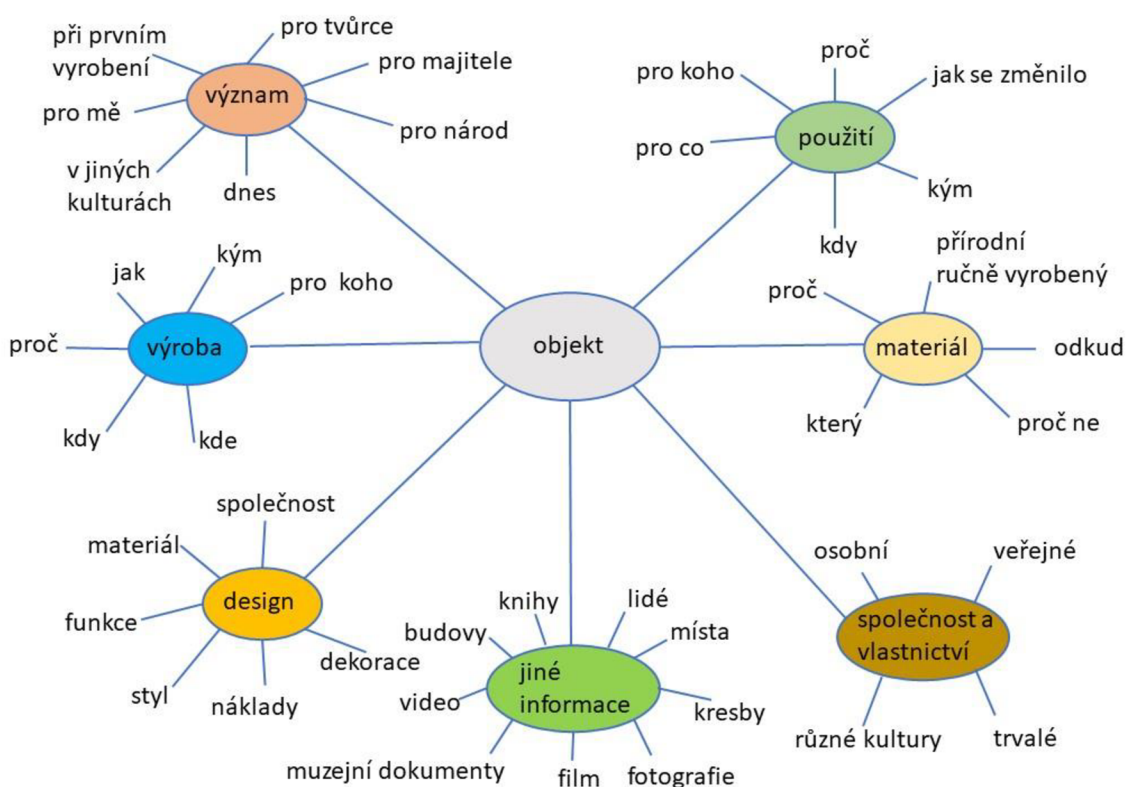 při prvním
vyrobení
pro tvůrce
pro majitele
pro národ
dnes
v jiných
kulturách
pro mě
význam
pro koho
proč
jak se změnilo
kým
kdy
pro co
použití
jak
kým
pro  koho
proč
kdy
kde
výroba
objekt
proč
přírodní
ručně vyrobený
odkud
proč ne
který
materiál
společnost
materiál
funkce
styl
náklady
dekorace
design
knihy
lidé
budovy
místa
video
kresby
muzejní dokumenty
film
fotografie
jiné
informace
osobní
veřejné
různé kultury
trvalé
společnost a
vlastnictví